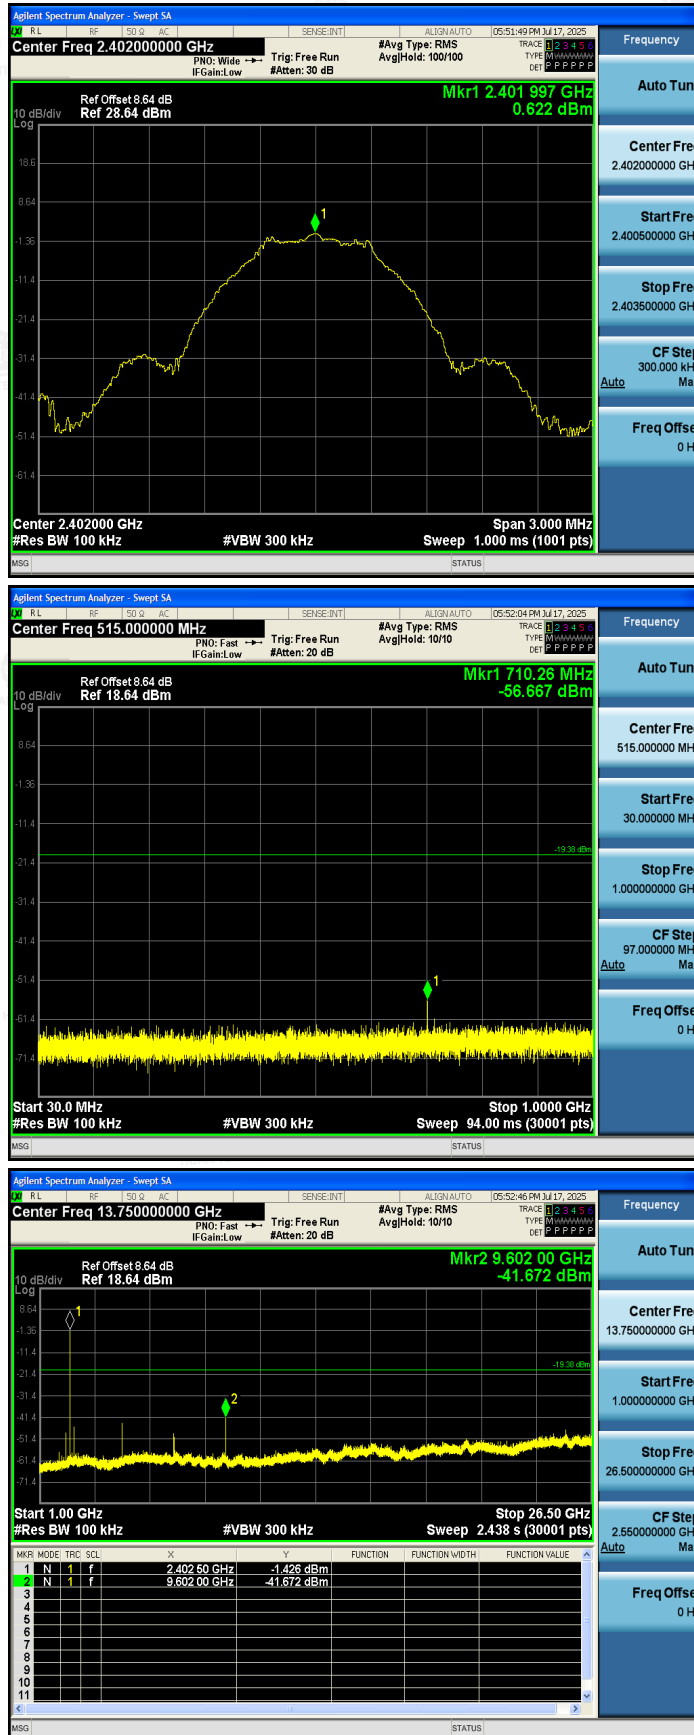 Agilent Spectrum Analyzer - Swept SA
LXI RL RF 50 Ω AC SENSE:INT ALIGNAUTO 05:51:49 PM Jul 17, 2025
Center Freq 2.402000000 GHz #Avg Type: RMS TRACE 1 2 3 4 5 6
PNO: Wide Trig: Free Run Avg|Hold: 100/100 TYPE M
IFGain:Low #Atten: 30 dB DET P P P P P P
Mkr1 2.401 997 GHz
0.622 dBm
Ref Offset 8.64 dB
10 dB/div Ref 28.64 dBm
Log
18.6
8.64
-1.36
-11.4
-21.4
-31.4
-41.4
-51.4
-61.4
1
Center 2.402000 GHz Span 3.000 MHz
#Res BW 100 kHz #VBW 300 kHz Sweep 1.000 ms (1001 pts)
MSG STATUS
Frequency
Auto Tun
Center Fre
2.402000000 GH
Start Fre
2.400500000 GH
Stop Fre
2.403500000 GH
CF Ste
300.000 kH
Auto Ma
Freq Offse
0 H
Agilent Spectrum Analyzer - Swept SA
LXI RL RF 50 Ω AC SENSE:INT ALIGNAUTO 05:52:04 PM Jul 17, 2025
Center Freq 515.000000 MHz #Avg Type: RMS TRACE 1 2 3 4 5 6
PNO: Fast Trig: Free Run Avg|Hold: 10/10 TYPE M
IFGain:Low #Atten: 20 dB DET P P P P P P
Mkr1 710.26 MHz
-56.667 dBm
Ref Offset 8.64 dB
10 dB/div Ref 18.64 dBm
Log
8.64
-1.36
-11.4
-21.4
-31.4
-41.4
-51.4
-61.4
-71.4
-19.38 dBm
1
Start 30.0 MHz Stop 1.0000 GHz
#Res BW 100 kHz #VBW 300 kHz Sweep 94.00 ms (30001 pts)
MSG STATUS
Frequency
Auto Tun
Center Fre
515.000000 MH
Start Fre
30.000000 MH
Stop Fre
1.000000000 GH
CF Ste
97.000000 MH
Auto Ma
Freq Offse
0 H
Agilent Spectrum Analyzer - Swept SA
LXI RL RF 50 Ω AC SENSE:INT ALIGNAUTO 05:52:46 PM Jul 17, 2025
Center Freq 13.750000000 GHz #Avg Type: RMS TRACE 1 2 3 4 5 6
PNO: Fast Trig: Free Run Avg|Hold: 10/10 TYPE M
IFGain:Low #Atten: 20 dB DET P P P P P P
Mkr2 9.602 00 GHz
-41.672 dBm
Ref Offset 8.64 dB
10 dB/div Ref 18.64 dBm
Log
8.64
-1.36
-11.4
-21.4
-31.4
-41.4
-51.4
-61.4
-71.4
-19.38 dBm
1
2
Start 1.00 GHz Stop 26.50 GHz
#Res BW 100 kHz #VBW 300 kHz Sweep 2.438 s (30001 pts)
MKR MODE TRC SCL X Y FUNCTION FUNCTION WIDTH FUNCTION VALUE
1 N 1 f 2.402 50 GHz -1.426 dBm
2 N 1 f 9.602 00 GHz -41.672 dBm
3
4
5
6
7
8
9
10
11
MSG STATUS
Frequency
Auto Tun
Center Fre
13.750000000 GH
Start Fre
1.000000000 GH
Stop Fre
26.500000000 GH
CF Ste
2.550000000 GH
Auto Ma
Freq Offse
0 H